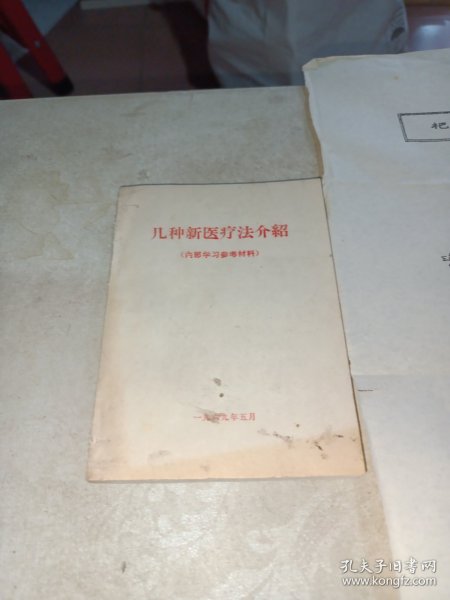 几种新医疗法介紹
(内部学习参考材料)
一九六九年五月
孔夫子旧书网
www.kongfz.com